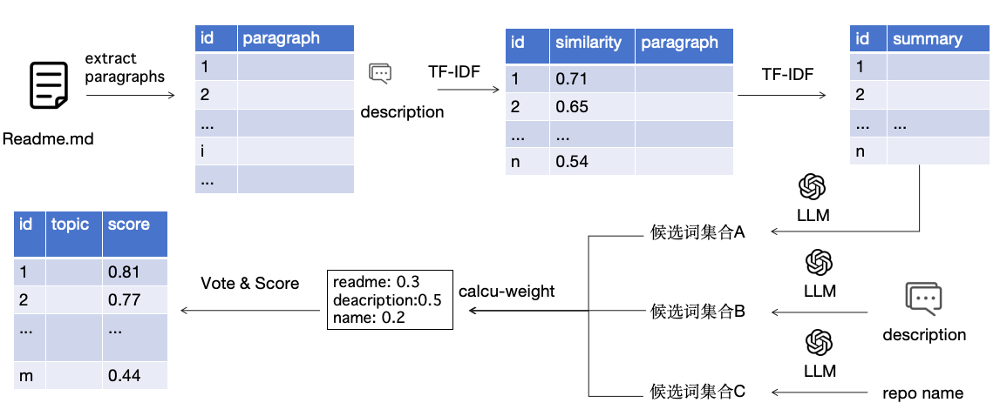 Readme.md
extract
paragraphs
id paragraph
1
2
...
i
...
description
TF-IDF
id similarity paragraph
1 0.71
2 0.65
... ...
n 0.54
TF-IDF
id summary
1
2
... ...
n
LLM
候选词集合A
LLM
候选词集合B
description
LLM
候选词集合C
repo name
calcu-weight
readme: 0.3
deacription:0.5
name: 0.2
Vote & Score
id topic score
1 0.81
2 0.77
... ...
m 0.44